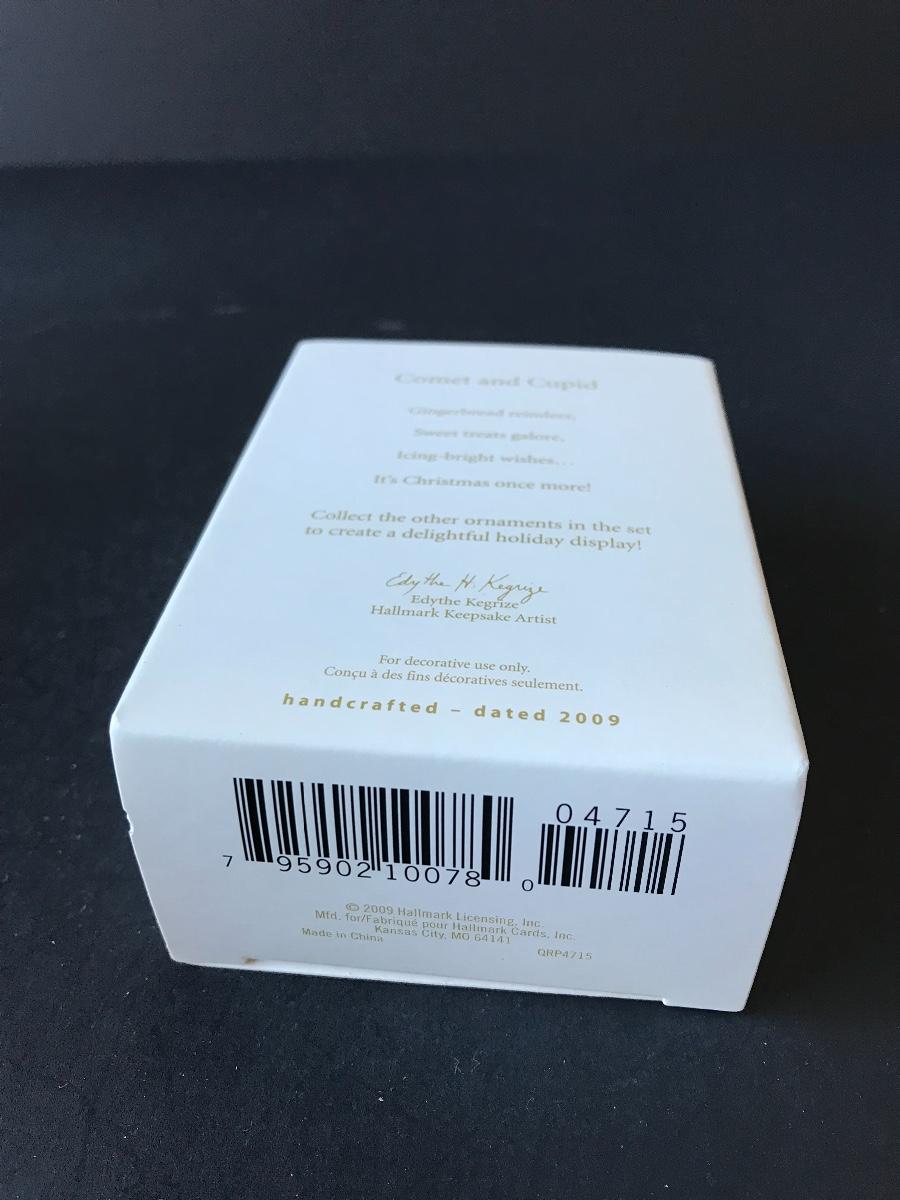 Comet and Cupid
Gingerbread reindeer,
Sweet treats galore,
Icing-bright wishes...
It's Christmas once more!
Collect the other ornaments in the set
to create a delightful holiday display!
Edythe H. Kegrize
Edythe Kegrize
Hallmark Keepsake Artist
For decorative use only.
Conçu à des fins décoratives seulement.
handcrafted – dated 2009
04715
7 95902 10078 0
© 2009 Hallmark Licensing, Inc.
Mfd. for/Fabriqué pour Hallmark Cards, Inc.
Kansas City, MO 64141
Made in China
QRP4715